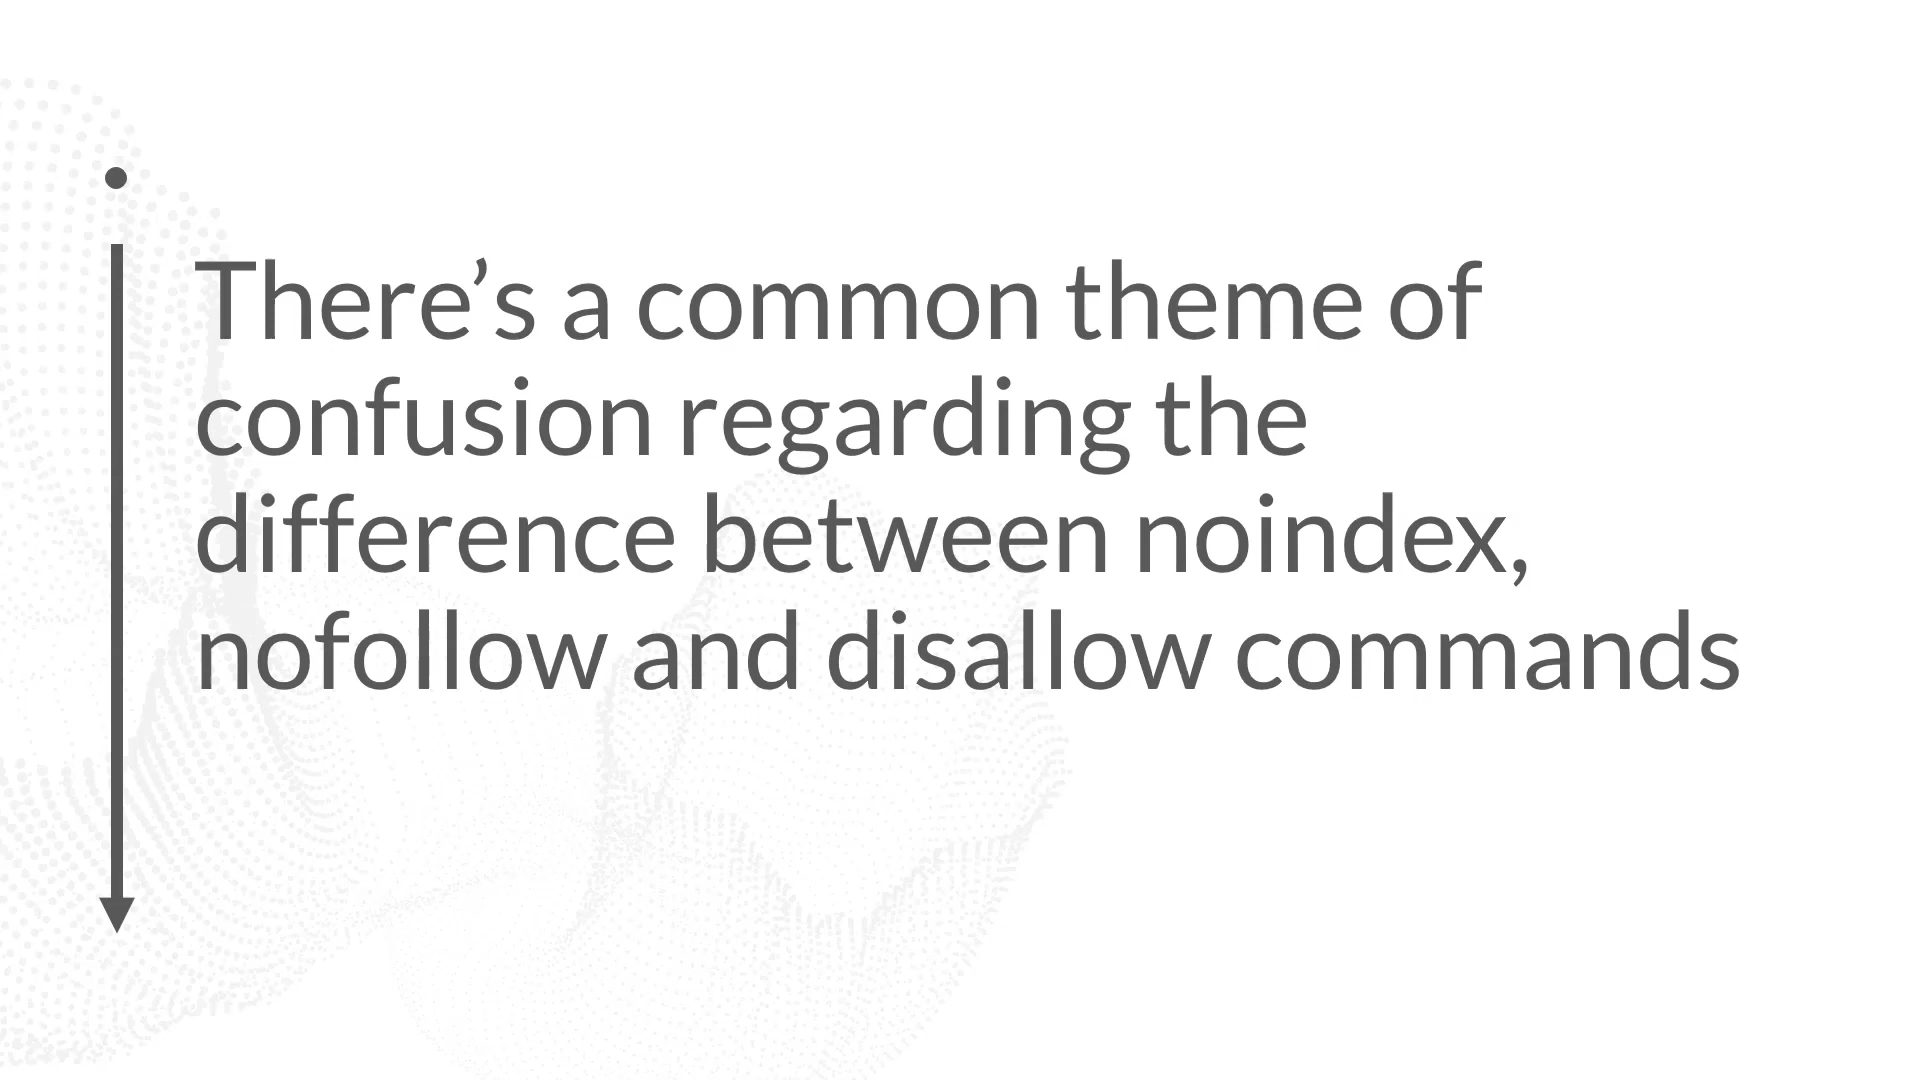 There’s a common theme of
confusion regarding the
difference between noindex,
nofollow and disallow commands